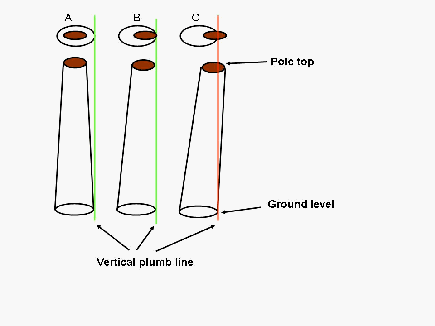 A B C
Pole top
Ground level
Vertical plumb line